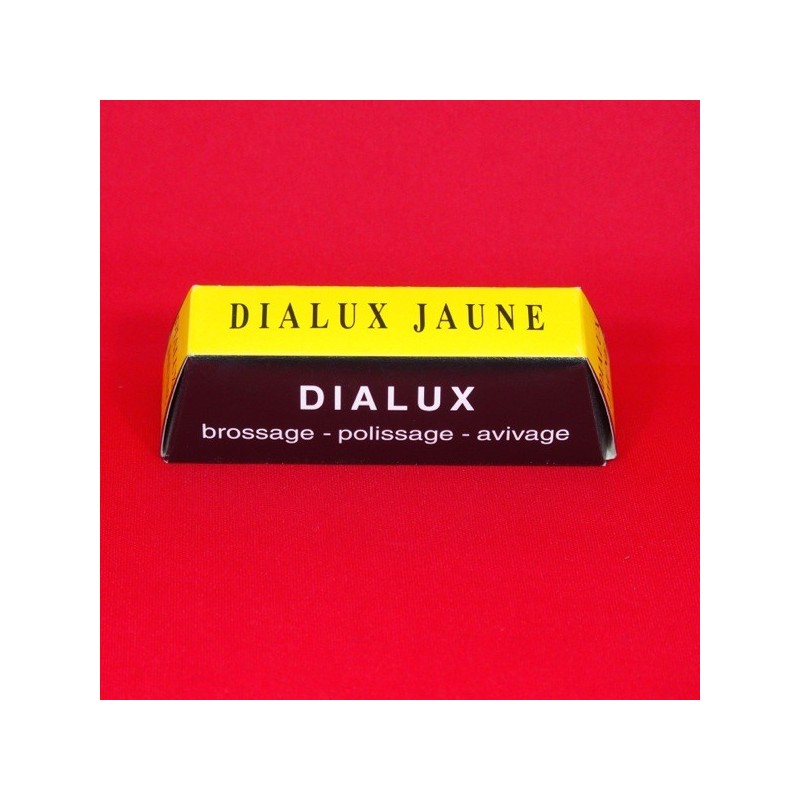 DIALUX JAUNE
DIALUX
brossage - polissage - avivage